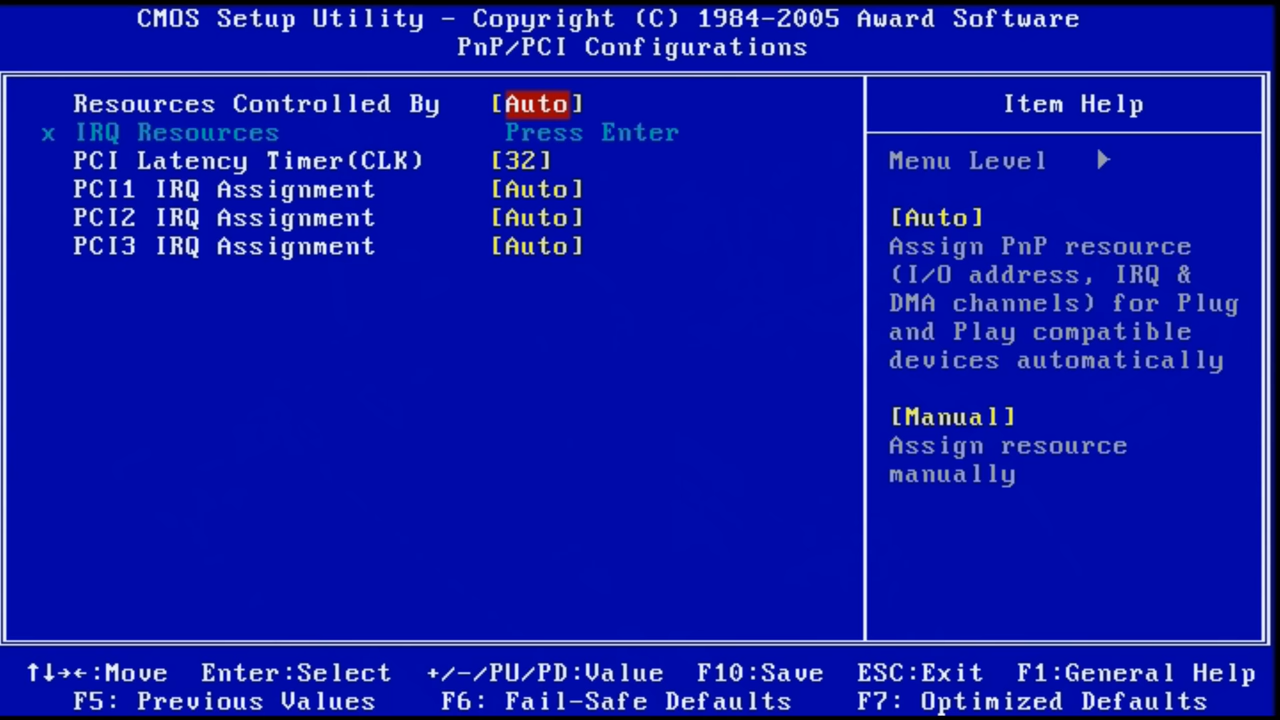 CMOS Setup Utility – Copyright (C) 1984–2005 Award Software
PnP/PCI Configurations
Resources Controlled By [Auto]
x IRQ Resources Press Enter
PCI Latency Timer(CLK) [32]
PCI1 IRQ Assignment [Auto]
PCI2 IRQ Assignment [Auto]
PCI3 IRQ Assignment [Auto]
Item Help
Menu Level ▶
[Auto]
Assign PnP resource
(I/O address, IRQ &
DMA channels) for Plug
and Play compatible
devices automatically
[Manual]
Assign resource
manually
↑↓→←:Move Enter:Select +/-/PU/PD:Value F10:Save ESC:Exit F1:General Help
F5: Previous Values F6: Fail-Safe Defaults F7: Optimized Defaults